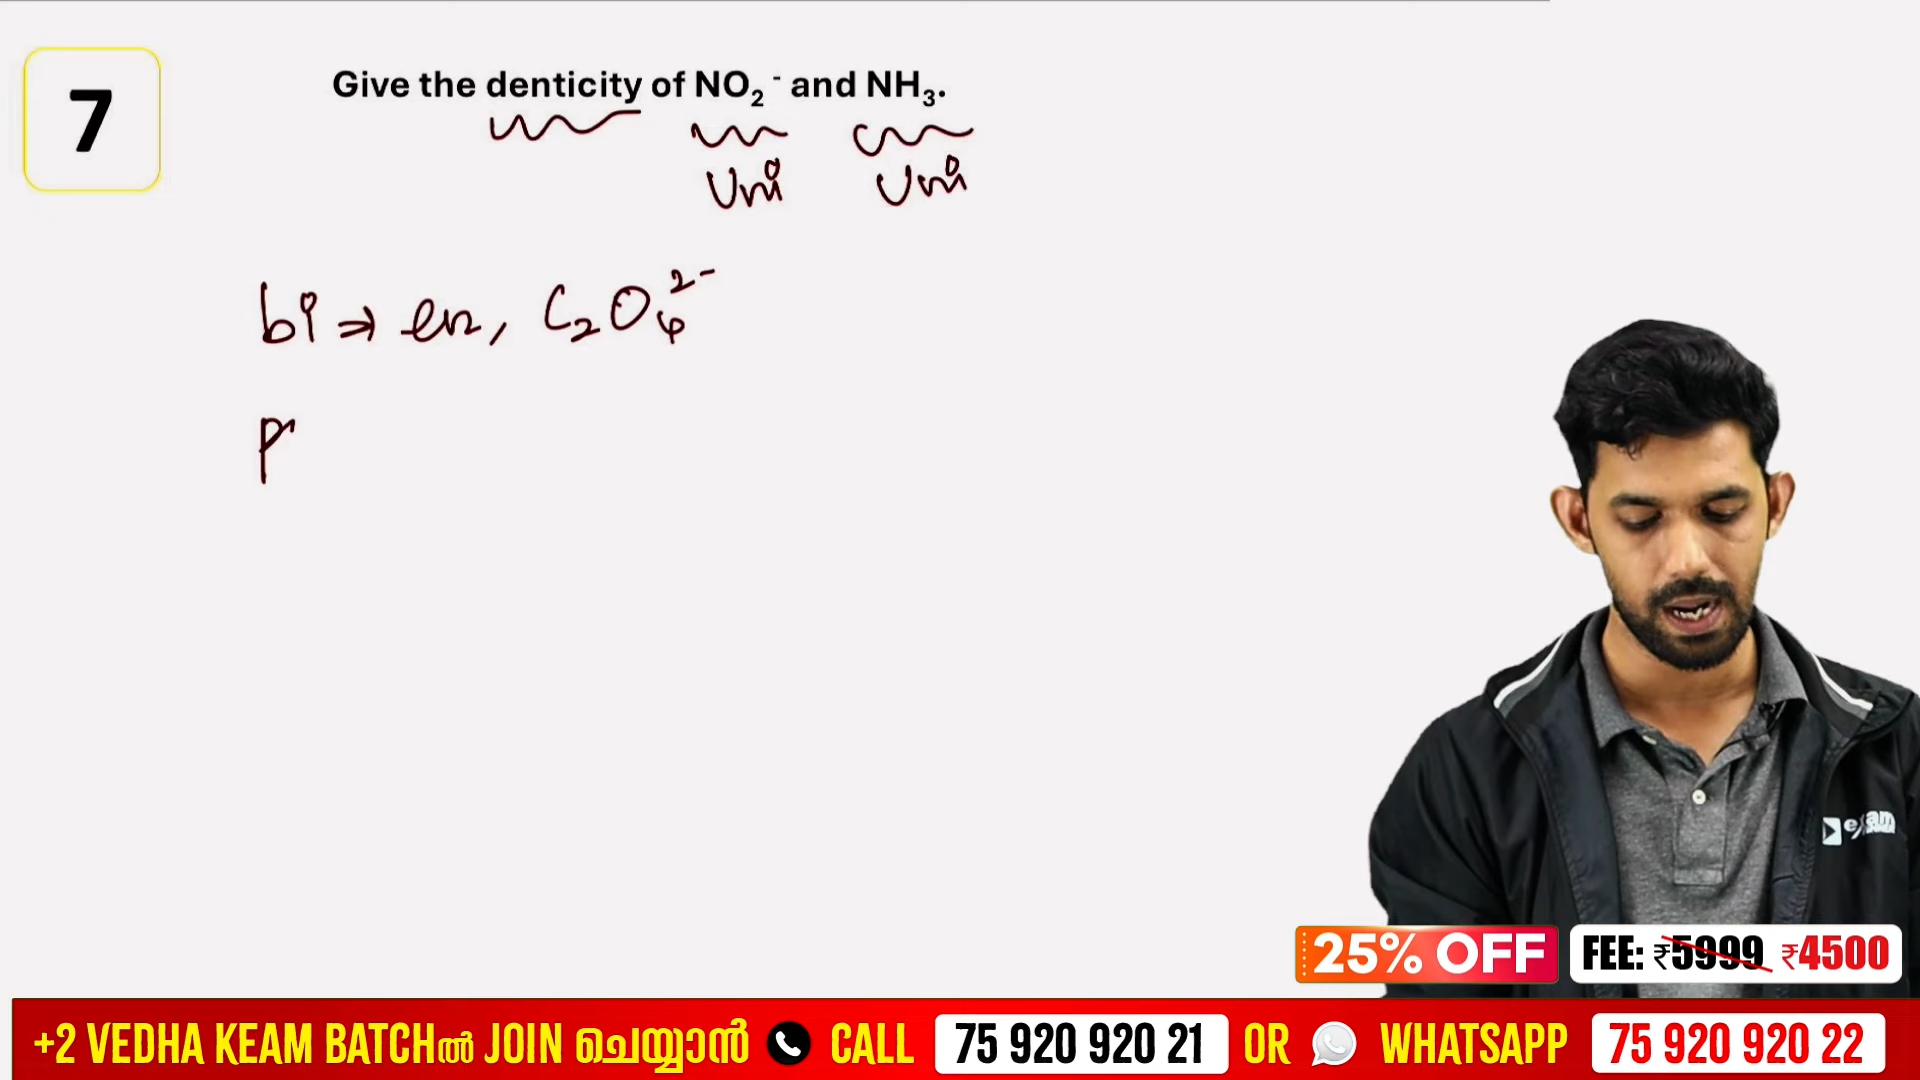 7
Give the denticity of NO₂⁻ and NH₃.
Uni Uni
bi ⇒ en, C₂O₄²⁻
P
exam
25% OFF FEE: ₹5999 ₹4500
+2 VEDHA KEAM BATCHൽ JOIN ചെയ്യാൻ CALL 75 920 920 21 OR WHATSAPP 75 920 920 22